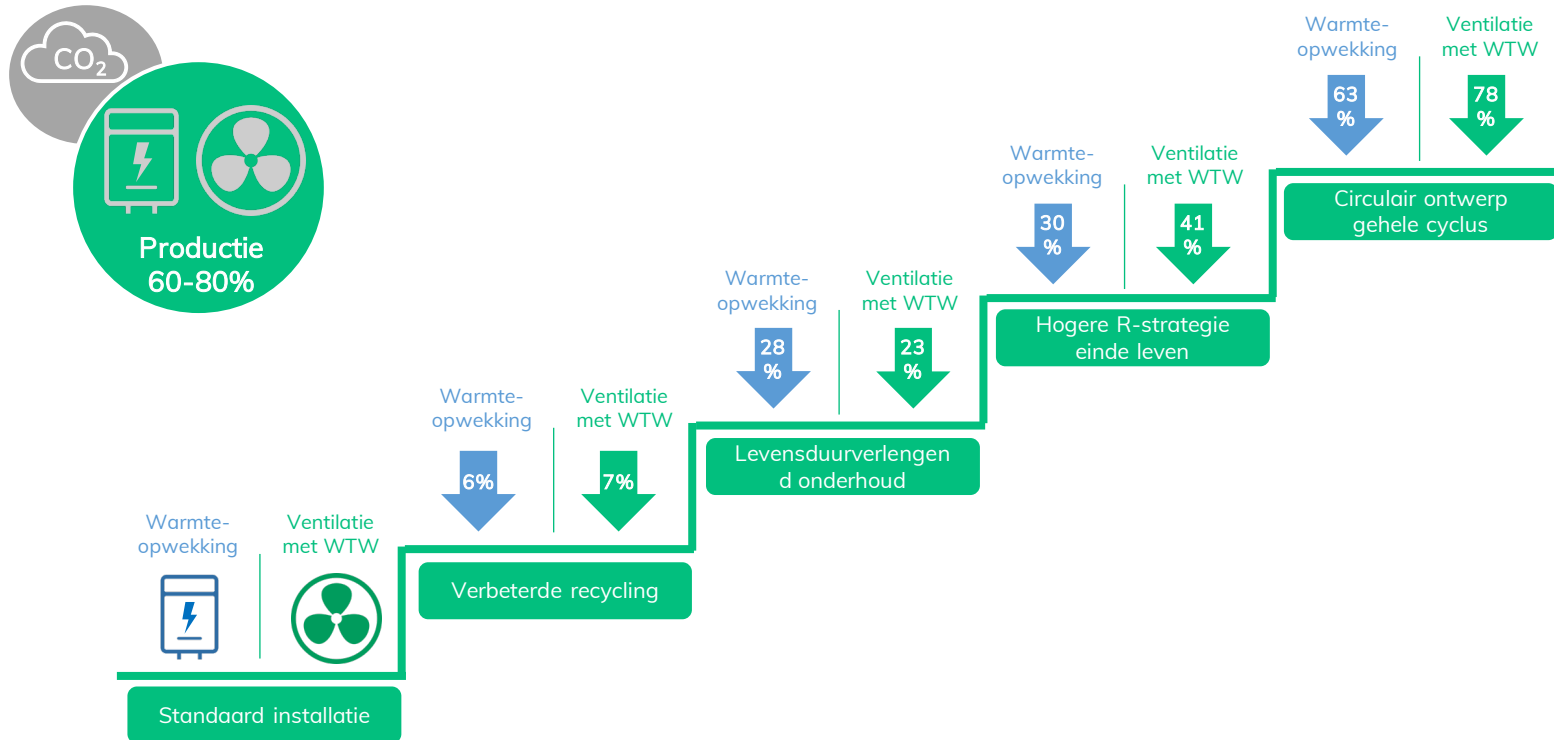 CO2
Productie
60-80%
Standaard installatie
Warmte-
opwekking
Ventilatie
met WTW
Verbeterde recycling
Warmte-
opwekking
6%
Ventilatie
met WTW
7%
Levensduurverlengen
d onderhoud
Warmte-
opwekking
28
%
Ventilatie
met WTW
23
%
Hogere R-strategie
einde leven
Warmte-
opwekking
30
%
Ventilatie
met WTW
41
%
Circulair ontwerp
gehele cyclus
Warmte-
opwekking
63
%
Ventilatie
met WTW
78
%